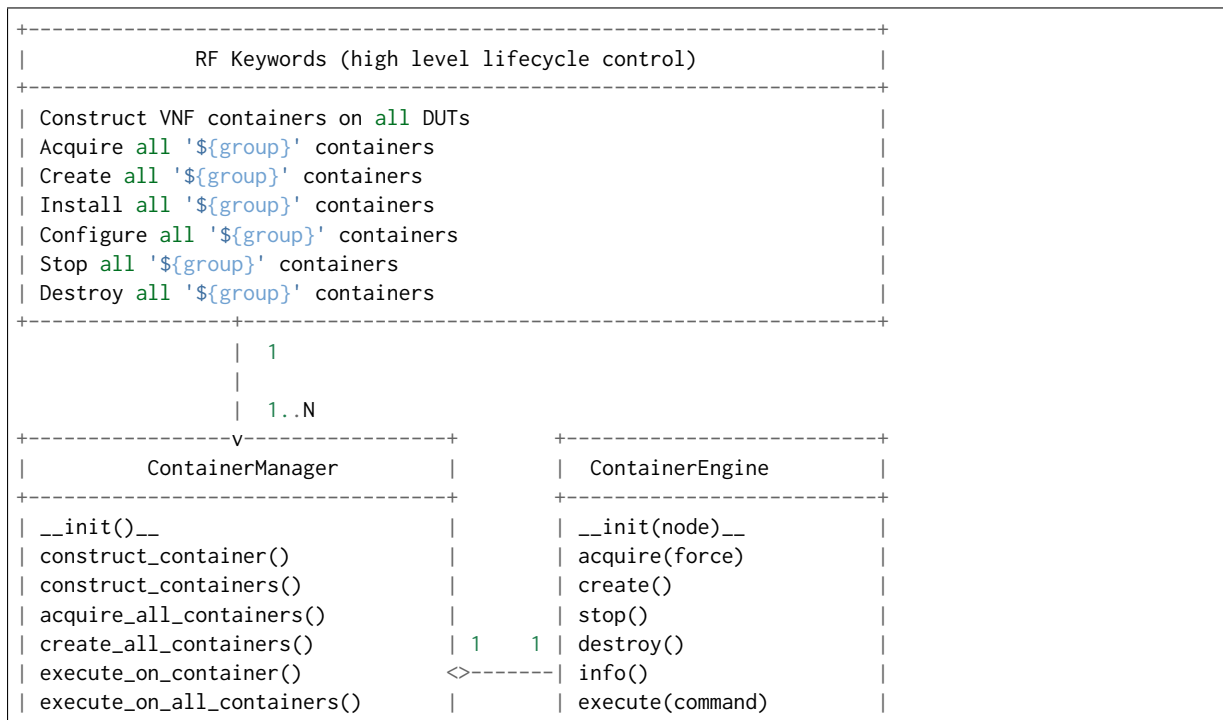 +-----------------------------------------------------------------------+
|              RF Keywords (high level lifecycle control)               |
+-----------------------------------------------------------------------+
| Construct VNF containers on all DUTs                                  |
| Acquire all '${group}' containers                                     |
| Create all '${group}' containers                                      |
| Install all '${group}' containers                                     |
| Configure all '${group}' containers                                   |
| Stop all '${group}' containers                                        |
| Destroy all '${group}' containers                                     |
+-----------------+-----------------------------------------------------+
                  |  1
                  |
                  |  1..N
+-----------------v-----------------+        +--------------------------+
|          ContainerManager         |        |  ContainerEngine         |
+-----------------------------------+        +--------------------------+
| __init()__                        |        | __init(node)__           |
| construct_container()             |        | acquire(force)           |
| construct_containers()            |        | create()                 |
| acquire_all_containers()          |        | stop()                   |
| create_all_containers()           | 1    1 | destroy()                |
| execute_on_container()            <>-------| info()                   |
| execute_on_all_containers()       |        | execute(command)         |